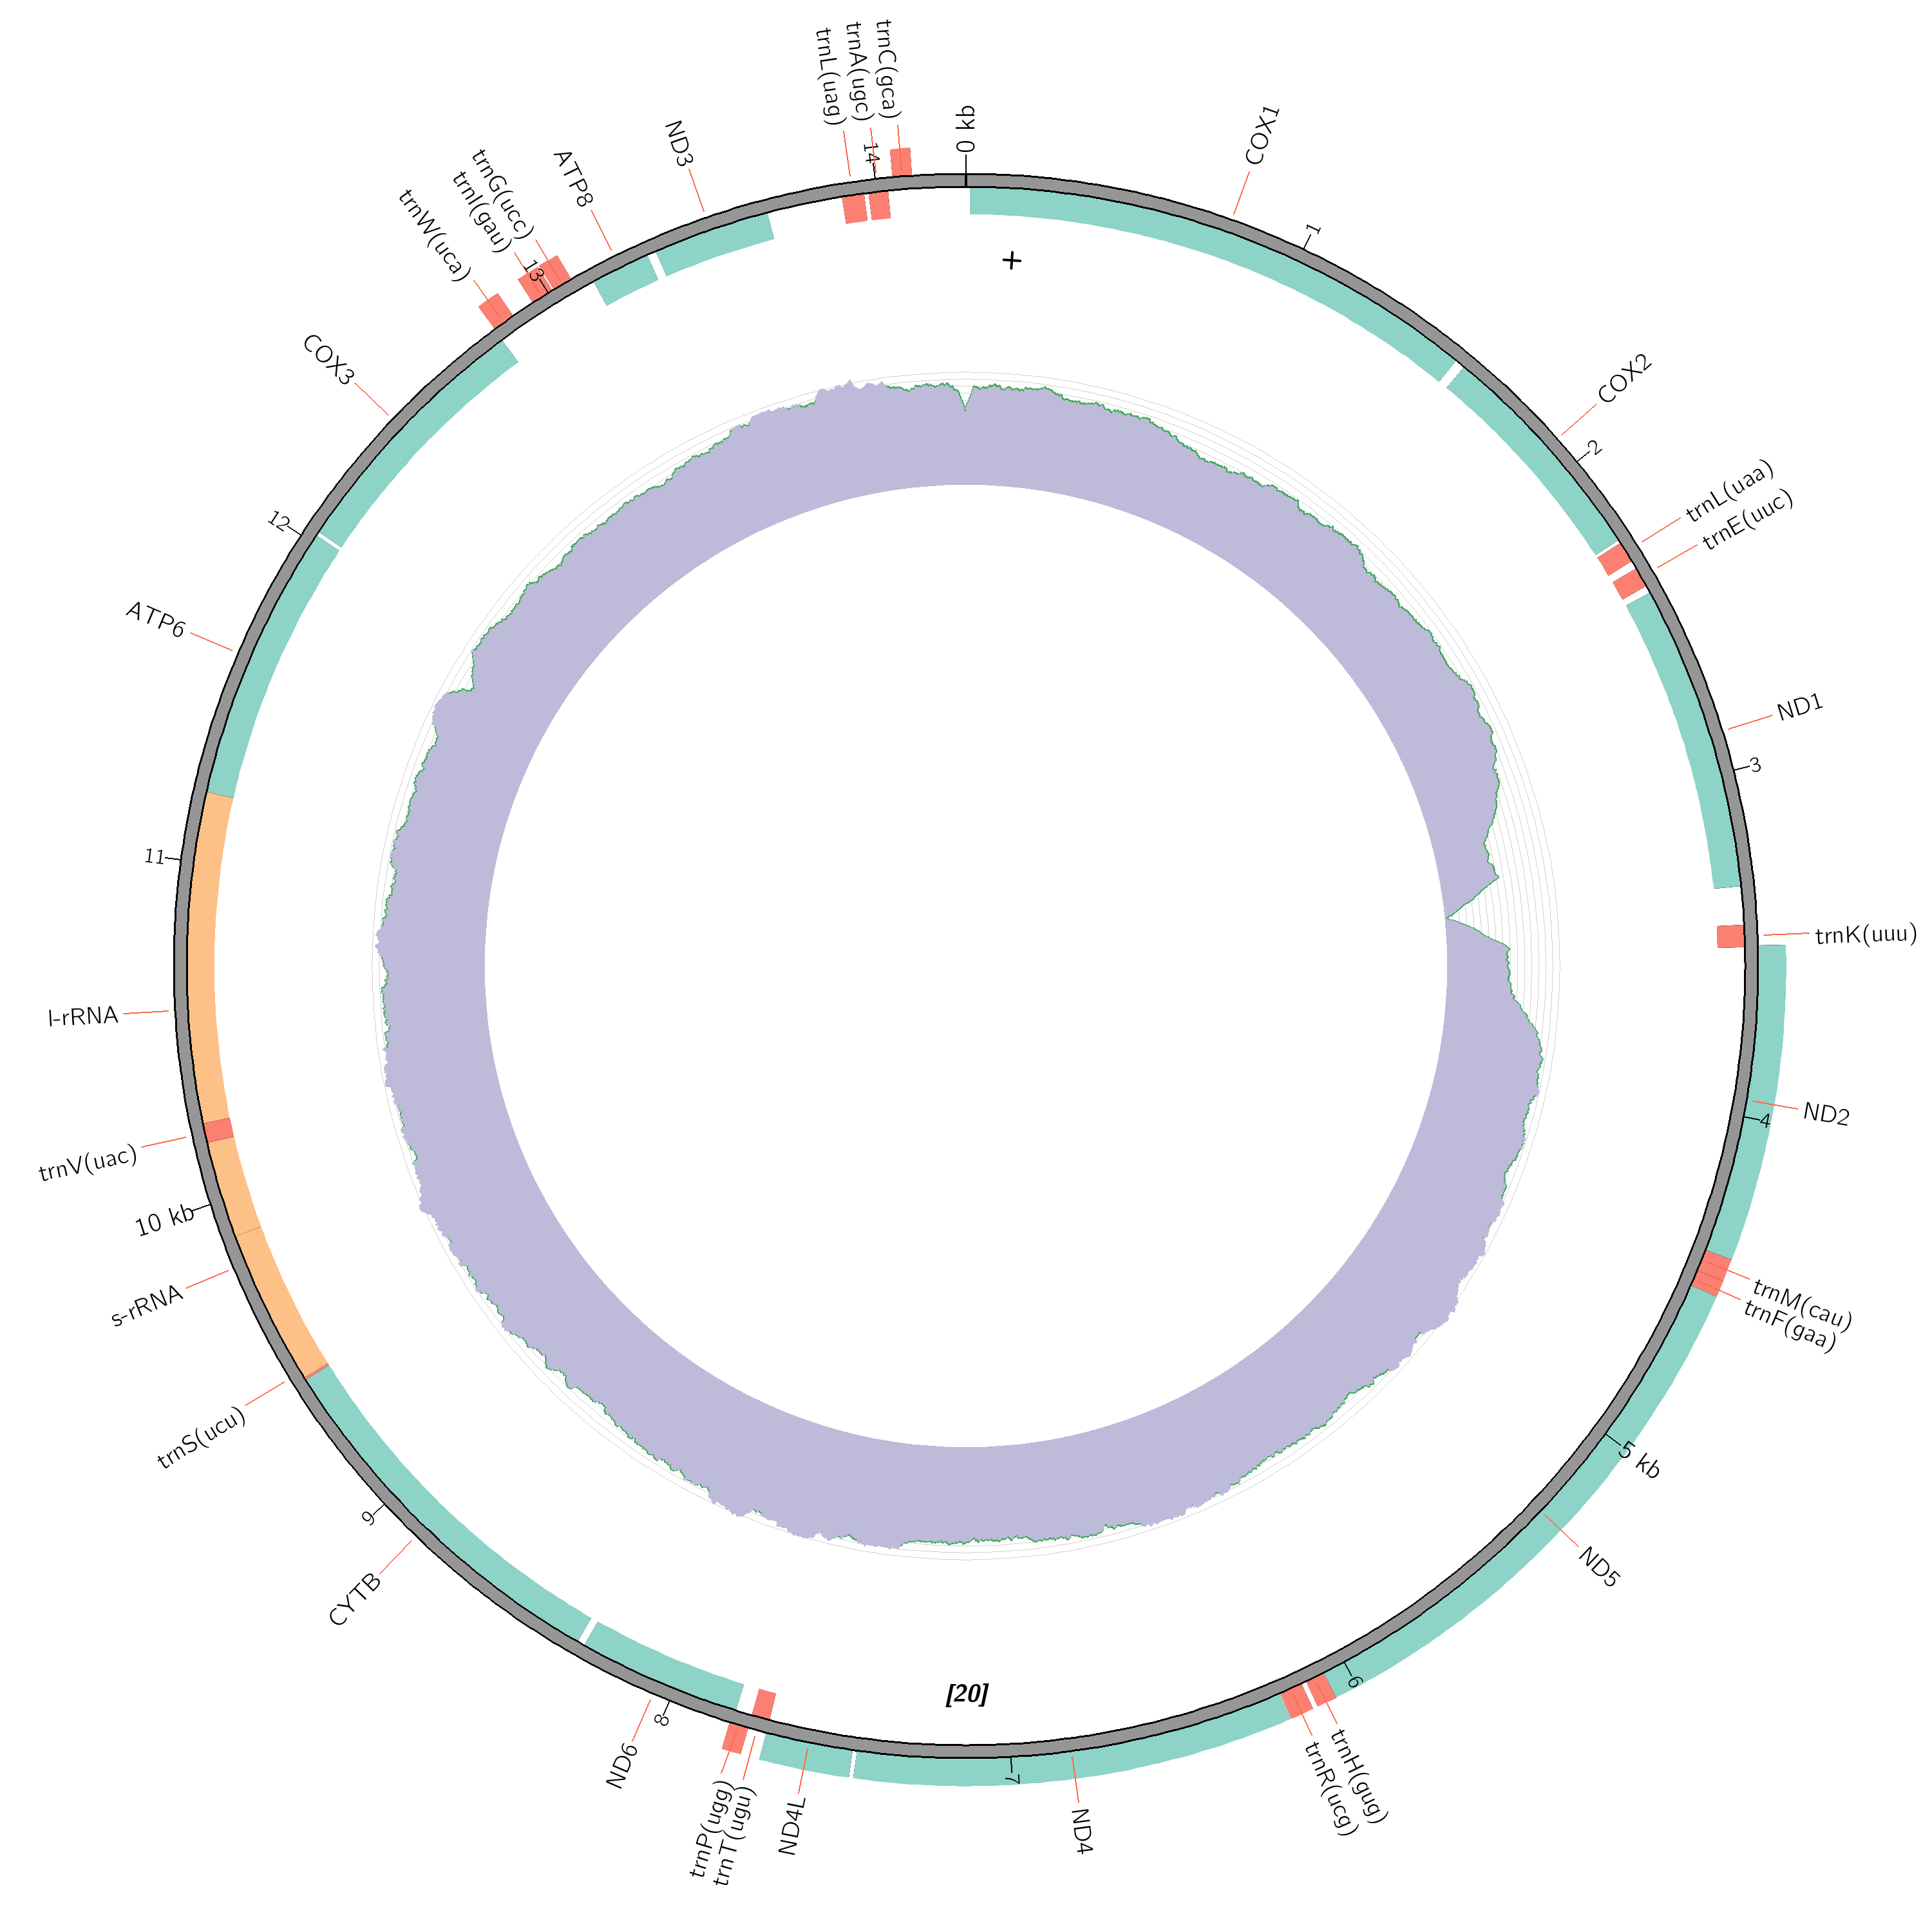 0 kb
COX1
1
+
COX2
2
trnL(uaa)
trnE(uuc)
ND1
3
trnK(uuu)
ND2
4
trnM(cau)
trnF(gaa)
5 kb
ND5
6
trnH(gug)
trnR(ucg)
ND4
7
[20]
ND4L
trnT(ugu)
trnP(ugg)
8
ND6
CYTB
9
trnS(ucu)
s-rRNA
10 kb
trnV(uac)
l-rRNA
11
ATP6
12
COX3
trnW(uca)
trnI(gau)
13
trnG(ucc)
ATP8
ND3
trnL(uag)
trnA(ugc)
14
trnC(gca)